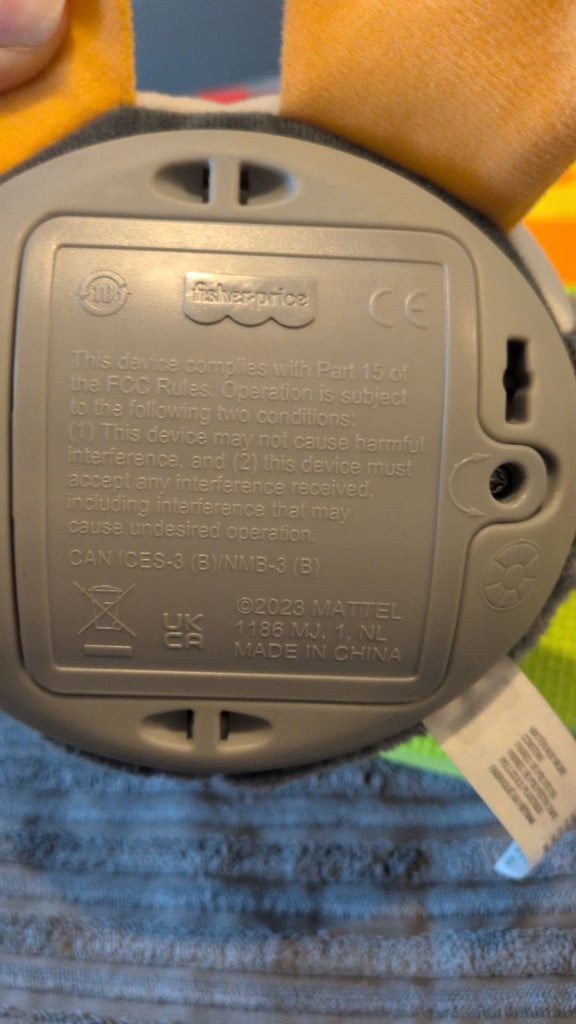 10
fisher-price
CE
This device complies with Part 15 of
the FCC Rules. Operation is subject
to the following two conditions:
(1) This device may not cause harmful
interference, and (2) this device must
accept any interference received,
including interference that may
cause undesired operation.
CAN ICES-3 (B)/NMB-3 (B)
UK
CA
©2023 MATTEL
1186 MJ, 1, NL
MADE IN CHINA